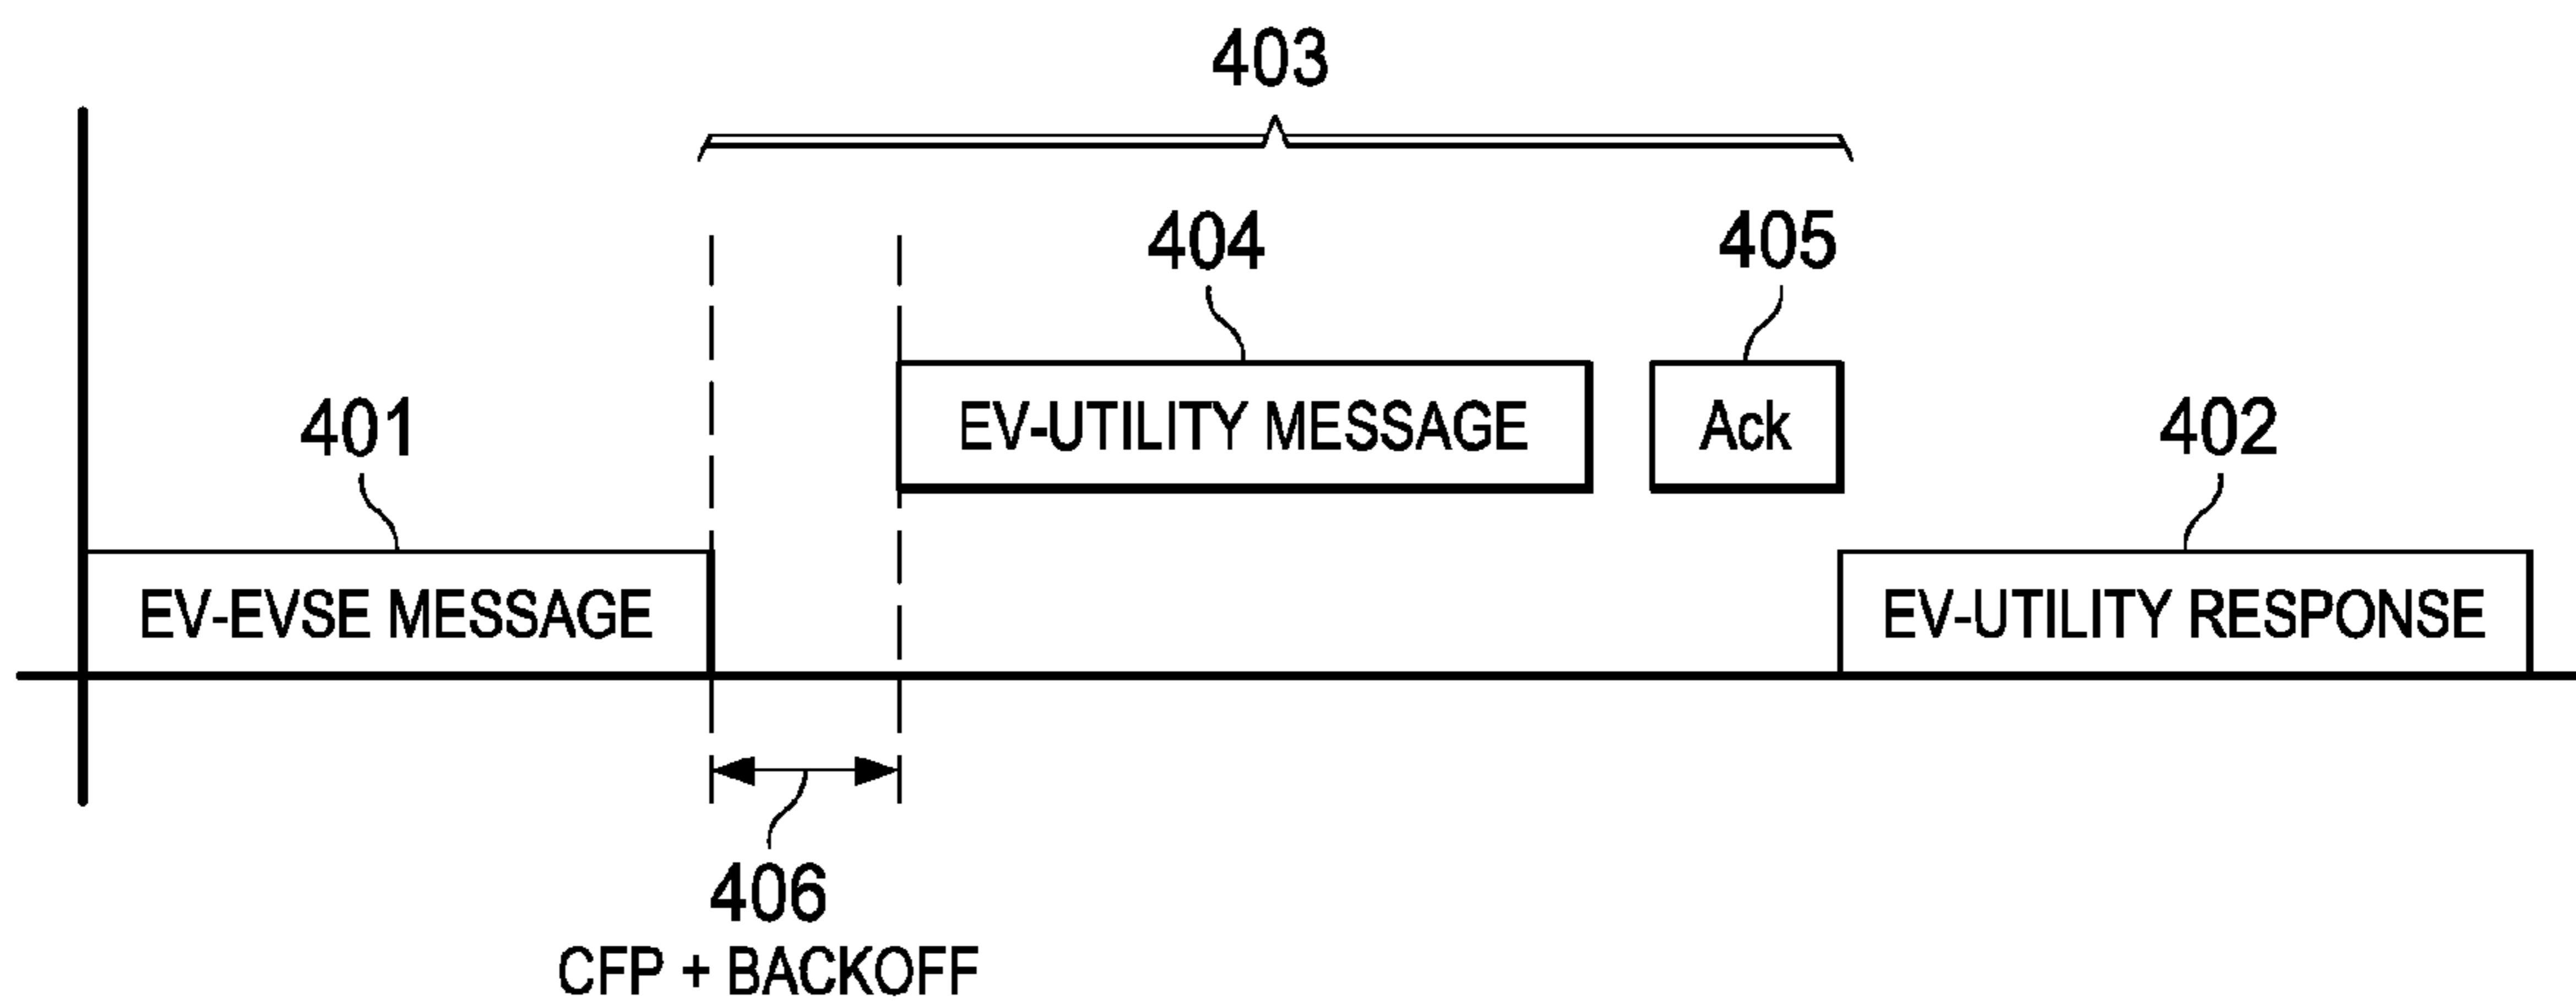 403
404
405
EV-UTILITY MESSAGE
Ack
401
402
EV-EVSE MESSAGE
EV-UTILITY RESPONSE
406
CFP + BACKOFF